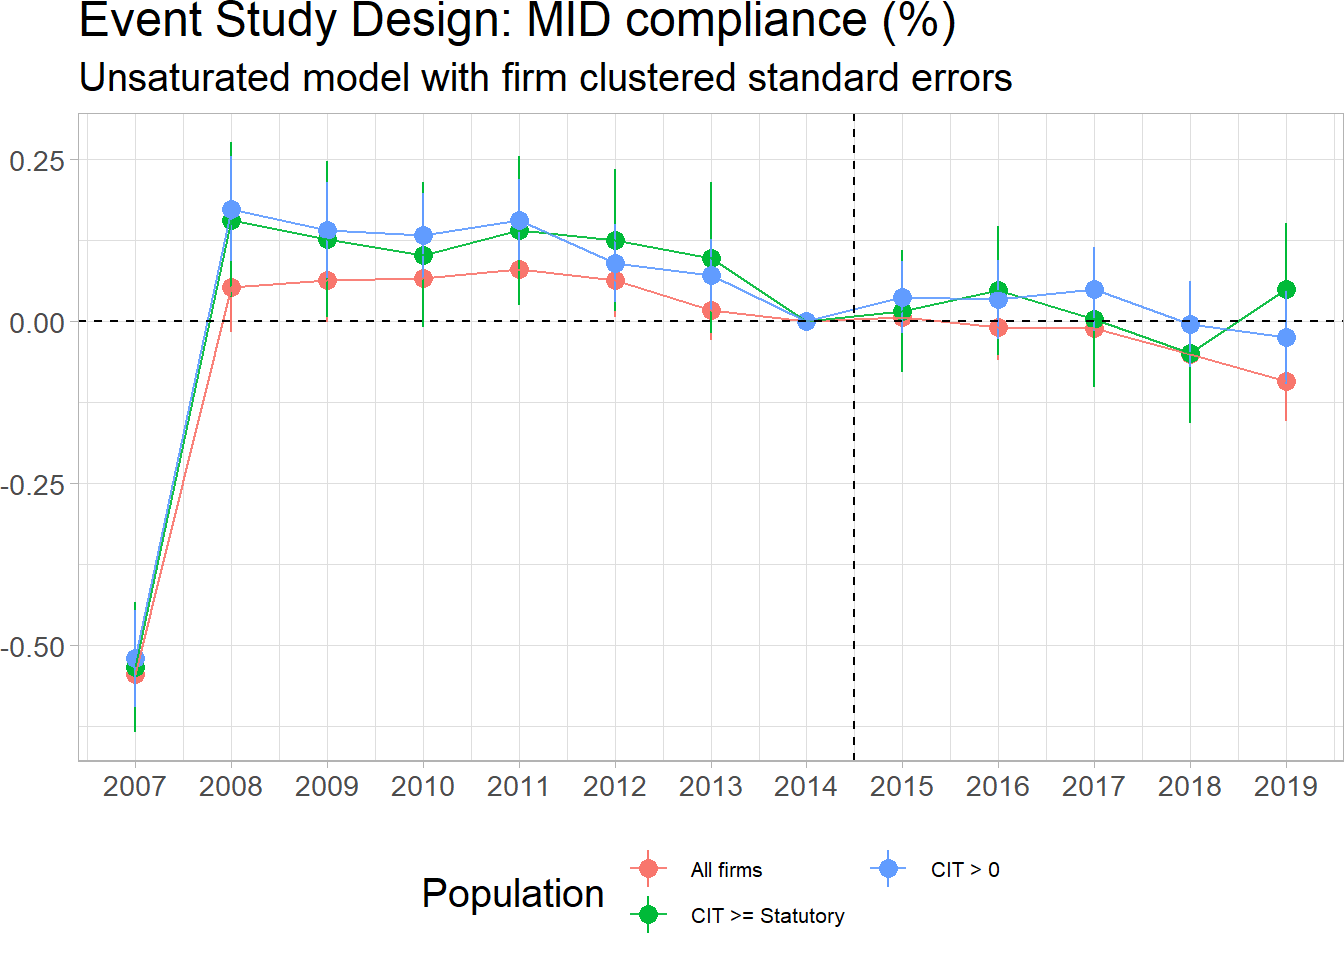 Event Study Design: MID compliance (%)
Unsaturated model with firm clustered standard errors
0.25
0.00
-0.25
-0.50
2007 2008 2009 2010 2011 2012 2013 2014 2015 2016 2017 2018 2019
Population
All firms
CIT > 0
CIT >= Statutory